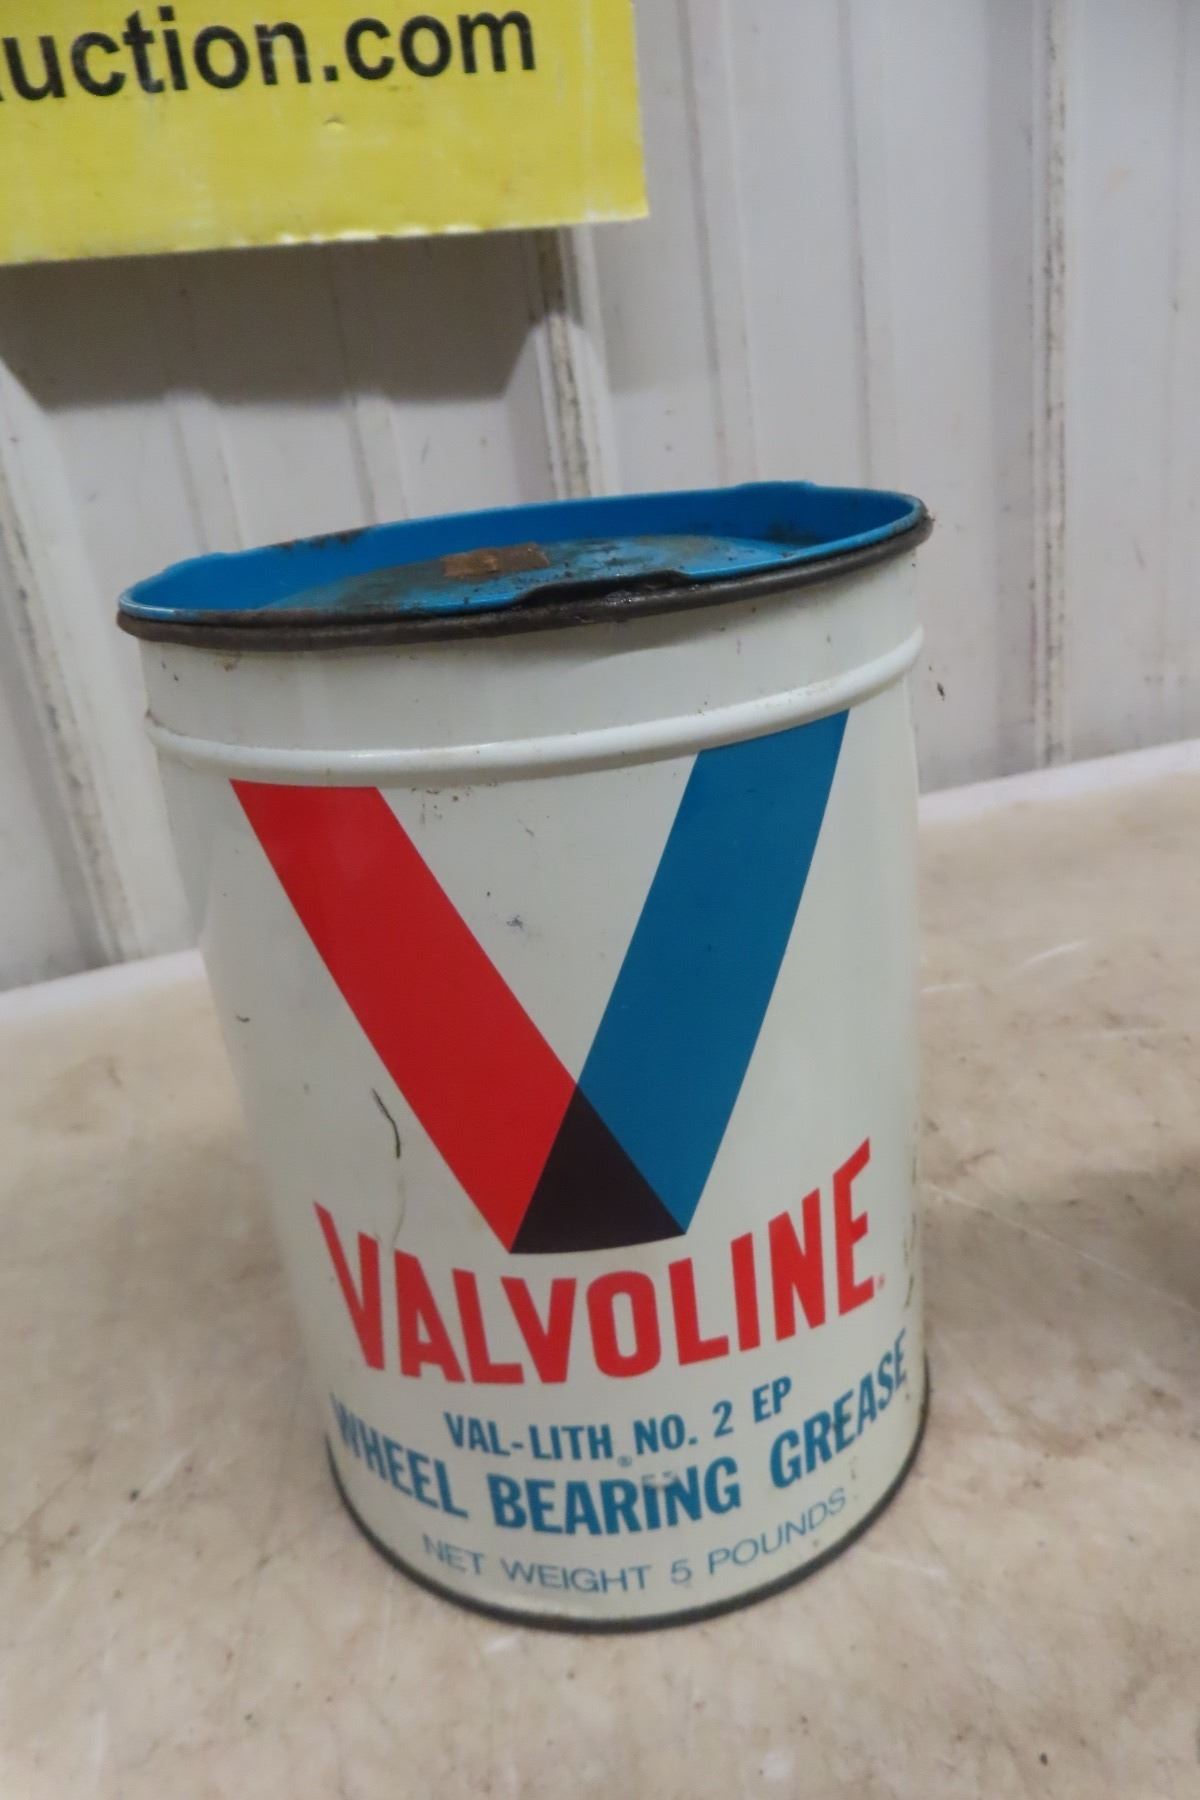 uction.com
VALVOLINE®
VAL-LITH® NO. 2 EP
WHEEL BEARING GREASE
NET WEIGHT 5 POUNDS